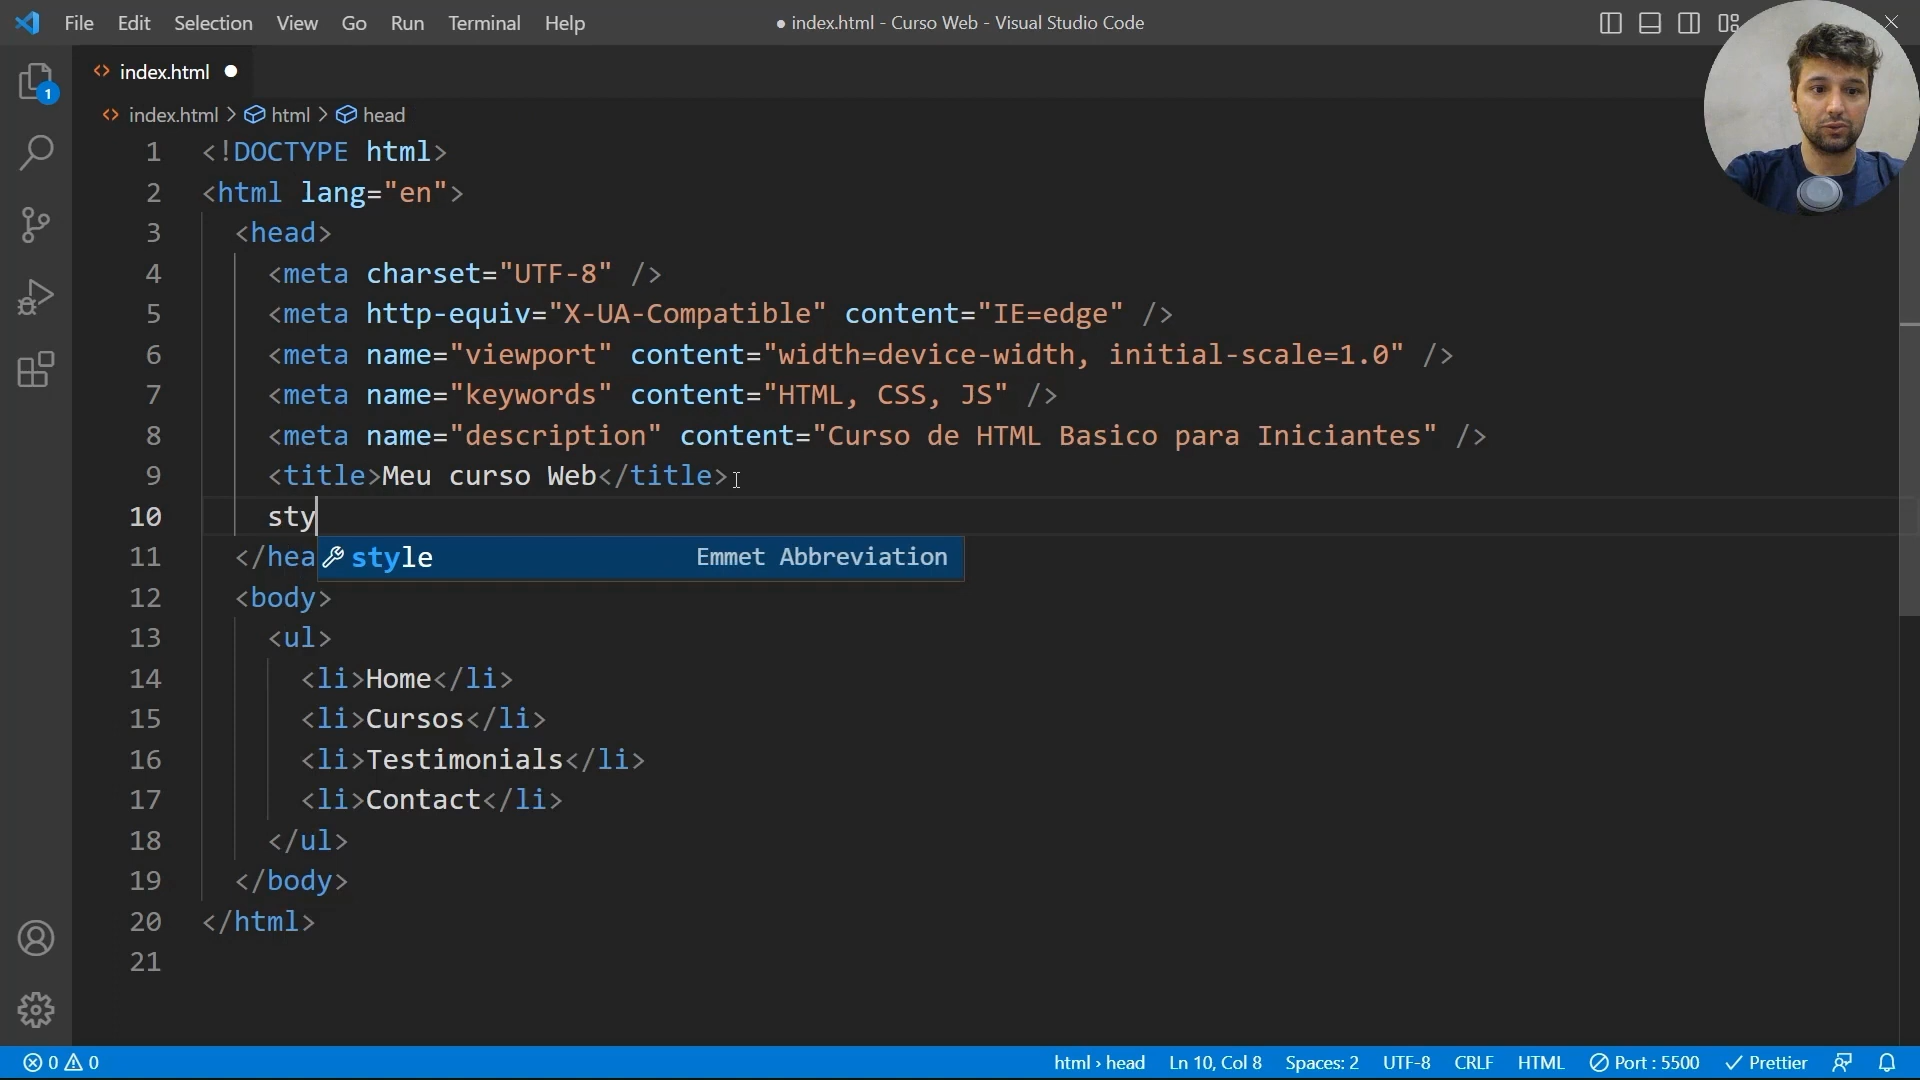 File Edit Selection View Go Run Terminal Help
● index.html - Curso Web - Visual Studio Code
1
<> index.html ●
<> index.html > html > head
1 <!DOCTYPE html>
2 <html lang="en">
3 <head>
4 <meta charset="UTF-8" />
5 <meta http-equiv="X-UA-Compatible" content="IE=edge" />
6 <meta name="viewport" content="width=device-width, initial-scale=1.0" />
7 <meta name="keywords" content="HTML, CSS, JS" />
8 <meta name="description" content="Curso de HTML Basico para Iniciantes" />
9 <title>Meu curso Web</title>
10 sty
11 </hea
style Emmet Abbreviation
12 <body>
13 <ul>
14 <li>Home</li>
15 <li>Cursos</li>
16 <li>Testimonials</li>
17 <li>Contact</li>
18 </ul>
19 </body>
20 </html>
21
0 0 html › head Ln 10, Col 8 Spaces: 2 UTF-8 CRLF HTML Port : 5500 Prettier